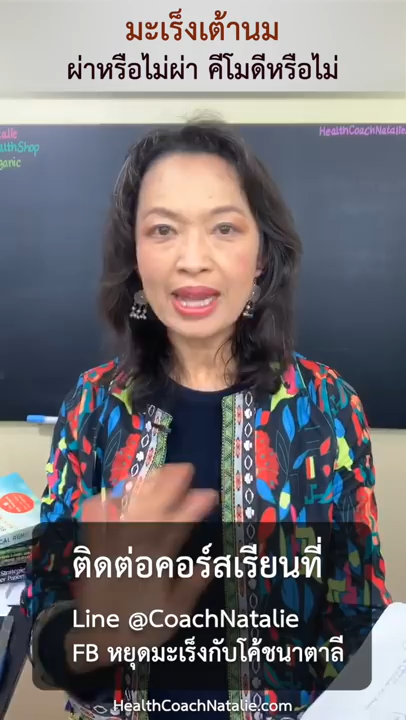 มะเร็งเต้านม
ผ่าหรือไม่ผ่า คีโมดีหรือไม่
HealthCoachNatalie
althShop
ganic
ติดต่อคอร์สเรียนที่
Line @CoachNatalie
FB หยุดมะเร็งกับโค้ชนาตาลี
HealthCoachNatalie.com